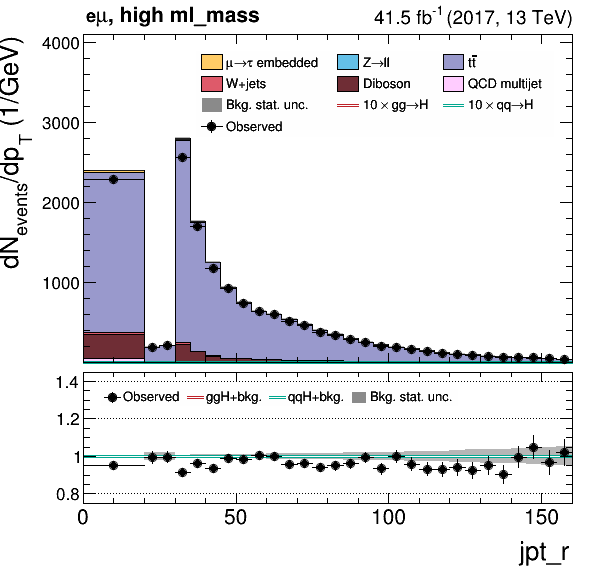 eμ, high ml_mass 41.5 fb⁻¹ (2017, 13 TeV)
dN_events/dp_T (1/GeV)
4000
3000
2000
1000
μ→τ embedded Z→ll tt̄
W+jets Diboson QCD multijet
Bkg. stat. unc. 10 × gg→H 10 × qq→H
Observed
1.4
1.2
1
0.8
Observed ggH+bkg. qqH+bkg. Bkg. stat. unc.
0 50 100 150
jpt_r